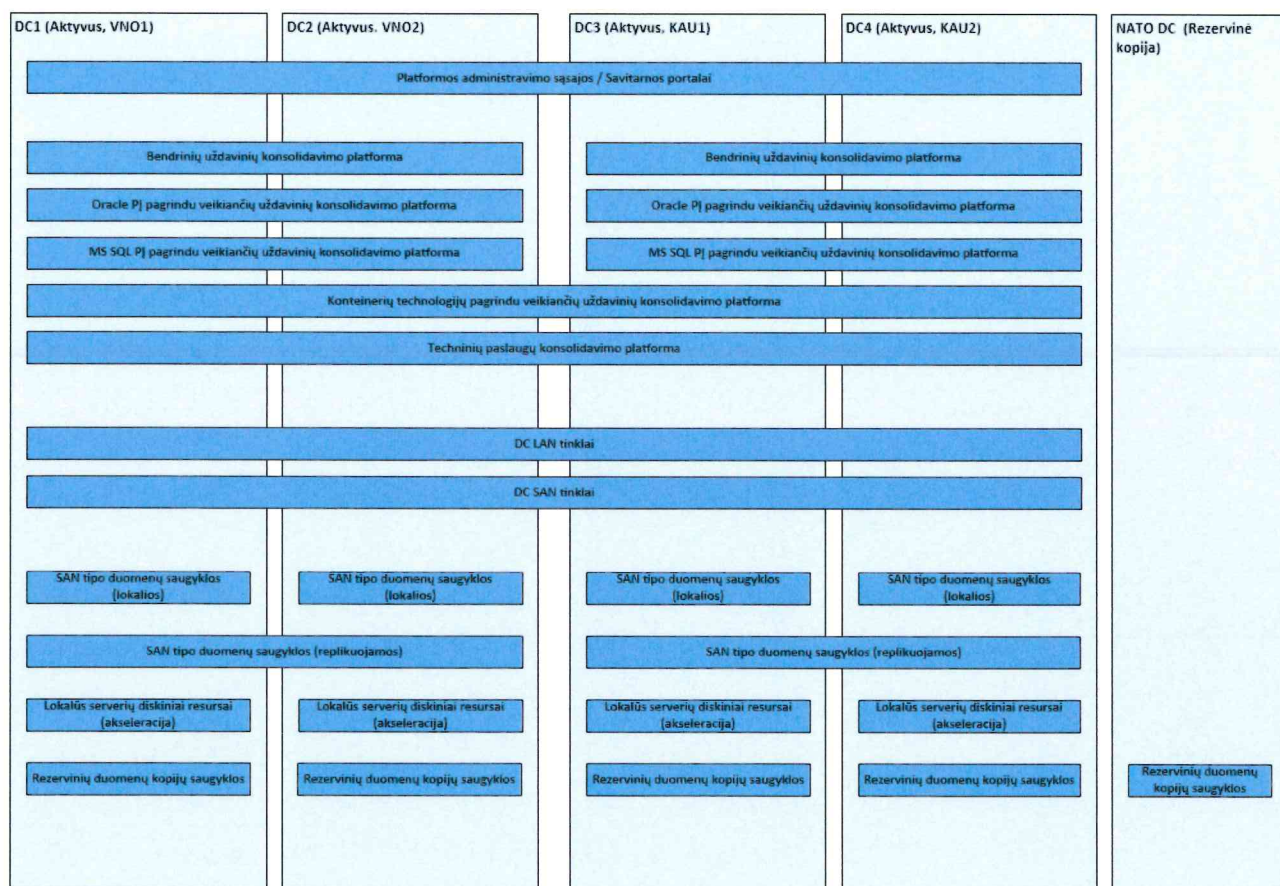 DC1 (Aktyvus, VNO1)
DC2 (Aktyvus. VNO2)
DC3 (Aktyvus, KAU1)
DC4 (Aktyvus, KAU2)
NATO DC (Rezervinė
kopija)
Platformos administravimo sąsajos / Savitarnos portalai
Bendrinių uždavinių konsolidavimo platforma
Bendrinių uždavinių konsolidavimo platforma
Oracle PĮ pagrindu veikiančių uždavinių konsolidavimo platforma
Oracle PĮ pagrindu veikiančių uždavinių konsolidavimo platforma
MS SQL PĮ pagrindu veikiančių uždavinių konsolidavimo platforma
MS SQL PĮ pagrindu veikiančių uždavinių konsolidavimo platforma
Konteinerių technologijų pagrindu veikiančių uždavinių konsolidavimo platforma
Techninių paslaugų konsolidavimo platforma
DC LAN tinklai
DC SAN tinklai
SAN tipo duomenų saugyklos
(lokalios)
SAN tipo duomenų saugyklos
(lokalios)
SAN tipo duomenų saugyklos
(lokalios)
SAN tipo duomenų saugyklos
(lokalios)
SAN tipo duomenų saugyklos (replikuojamos)
SAN tipo duomenų saugyklos (replikuojamos)
Lokalūs serverių diskiniai resursai
(akseleracija)
Lokalūs serverių diskiniai resursai
(akseleracija)
Lokalūs serverių diskiniai resursai
(akseleracija)
Lokalūs serverių diskiniai resursai
(akseleracija)
Rezervinių duomenų kopijų saugyklos
Rezervinių duomenų kopijų saugyklos
Rezervinių duomenų kopijų saugyklos
Rezervinių duomenų kopijų saugyklos
Rezervinių duomenų
kopijų saugyklos